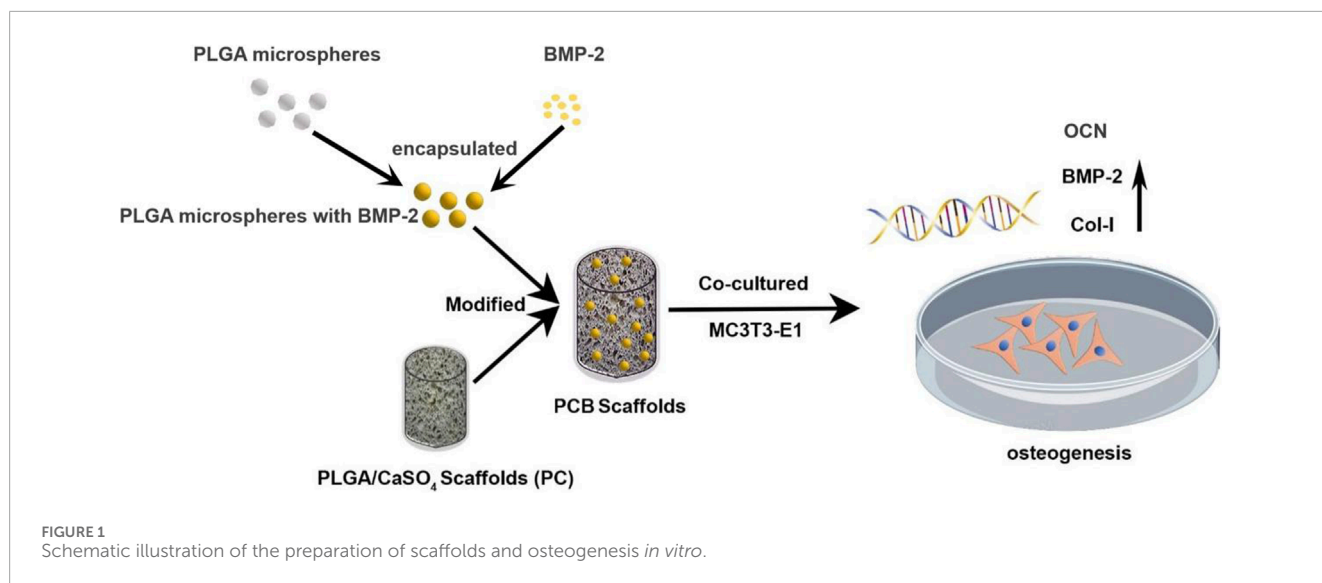 PLGA microspheres
BMP-2
encapsulated
PLGA microspheres with BMP-2
Modified
PLGA/CaSO₄ Scaffolds (PC)
PCB Scaffolds
Co-cultured
MC3T3-E1
OCN
BMP-2
Col-I
osteogenesis
FIGURE 1
Schematic illustration of the preparation of scaffolds and osteogenesis in vitro.